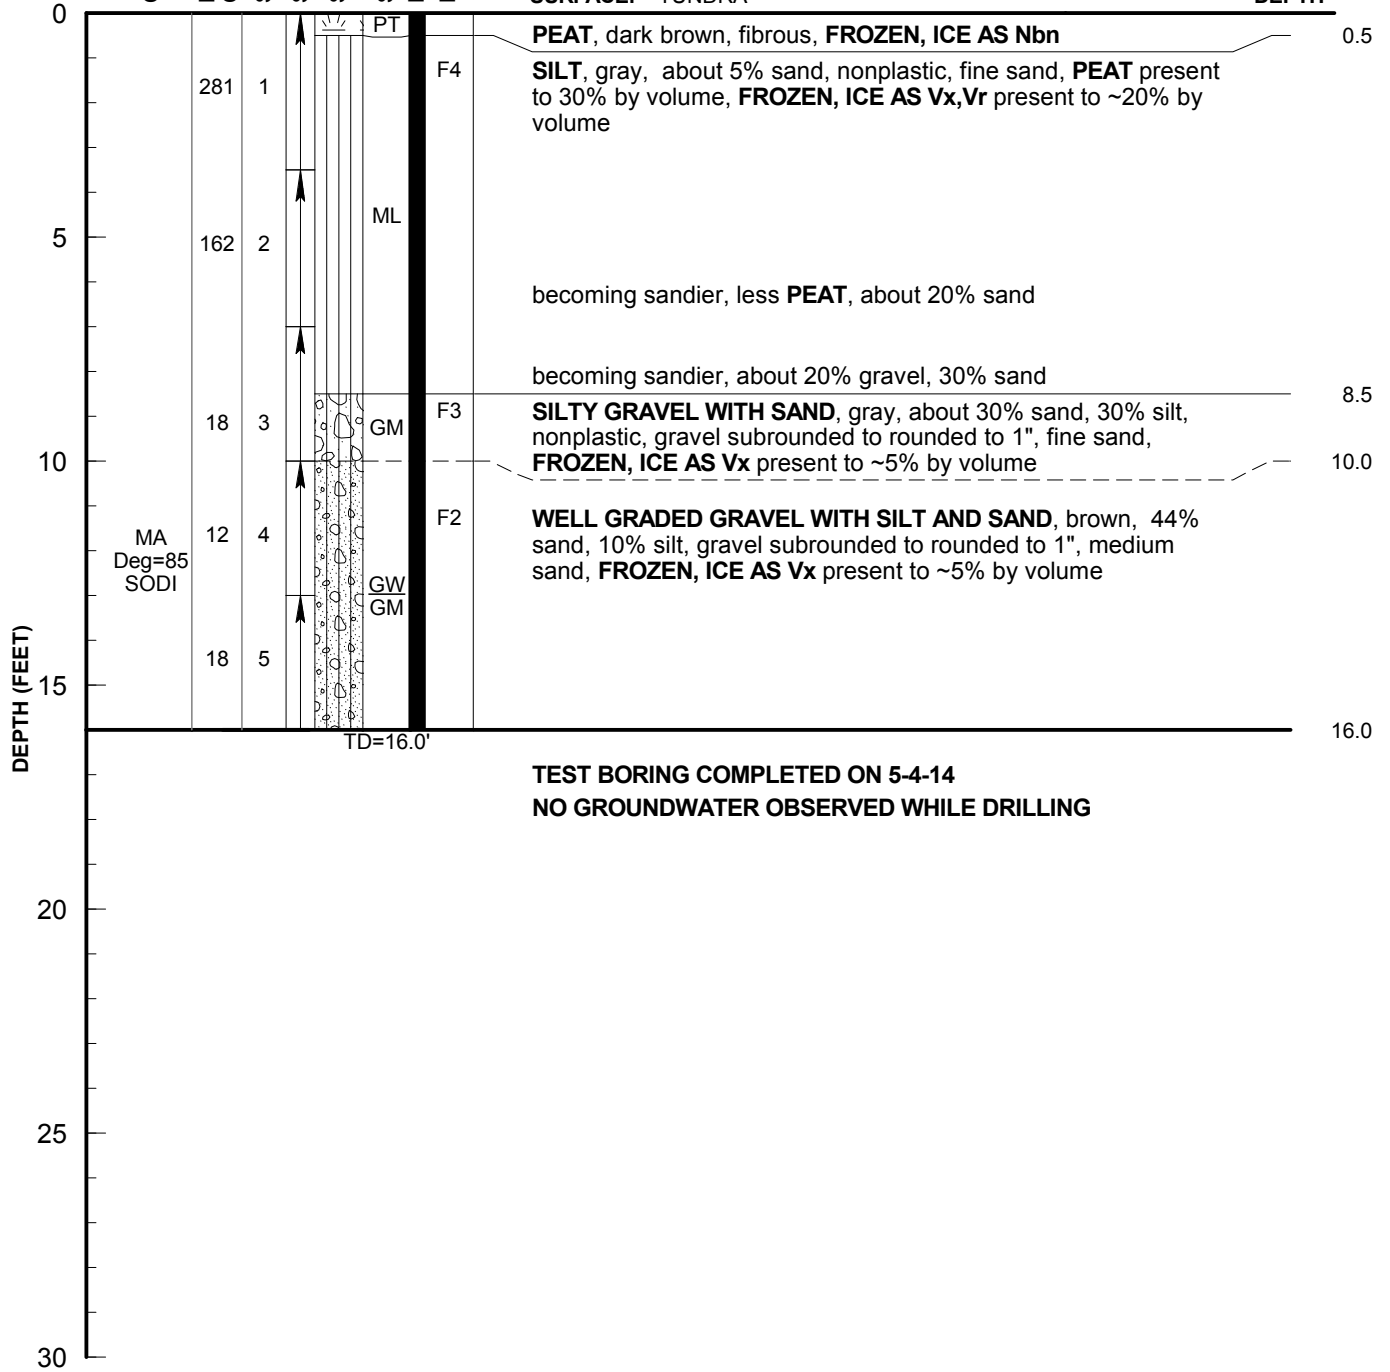 SURFACE: TUNDRA
DEPTH
0
PT
PEAT, dark brown, fibrous, FROZEN, ICE AS Nbn
0.5
281 1
F4
SILT, gray, about 5% sand, nonplastic, fine sand, PEAT present
to 30% by volume, FROZEN, ICE AS Vx,Vr present to ~20% by
volume
ML
5
162 2
becoming sandier, less PEAT, about 20% sand
becoming sandier, about 20% gravel, 30% sand
8.5
18 3
GM
F3
SILTY GRAVEL WITH SAND, gray, about 30% sand, 30% silt,
nonplastic, gravel subrounded to rounded to 1", fine sand,
FROZEN, ICE AS Vx present to ~5% by volume
10
10.0
MA
Deg=85
SODI
12 4
F2
WELL GRADED GRAVEL WITH SILT AND SAND, brown, 44%
sand, 10% silt, gravel subrounded to rounded to 1", medium
sand, FROZEN, ICE AS Vx present to ~5% by volume
GW
GM
18 5
15
DEPTH (FEET)
16.0
TD=16.0'
TEST BORING COMPLETED ON 5-4-14
NO GROUNDWATER OBSERVED WHILE DRILLING
20
25
30